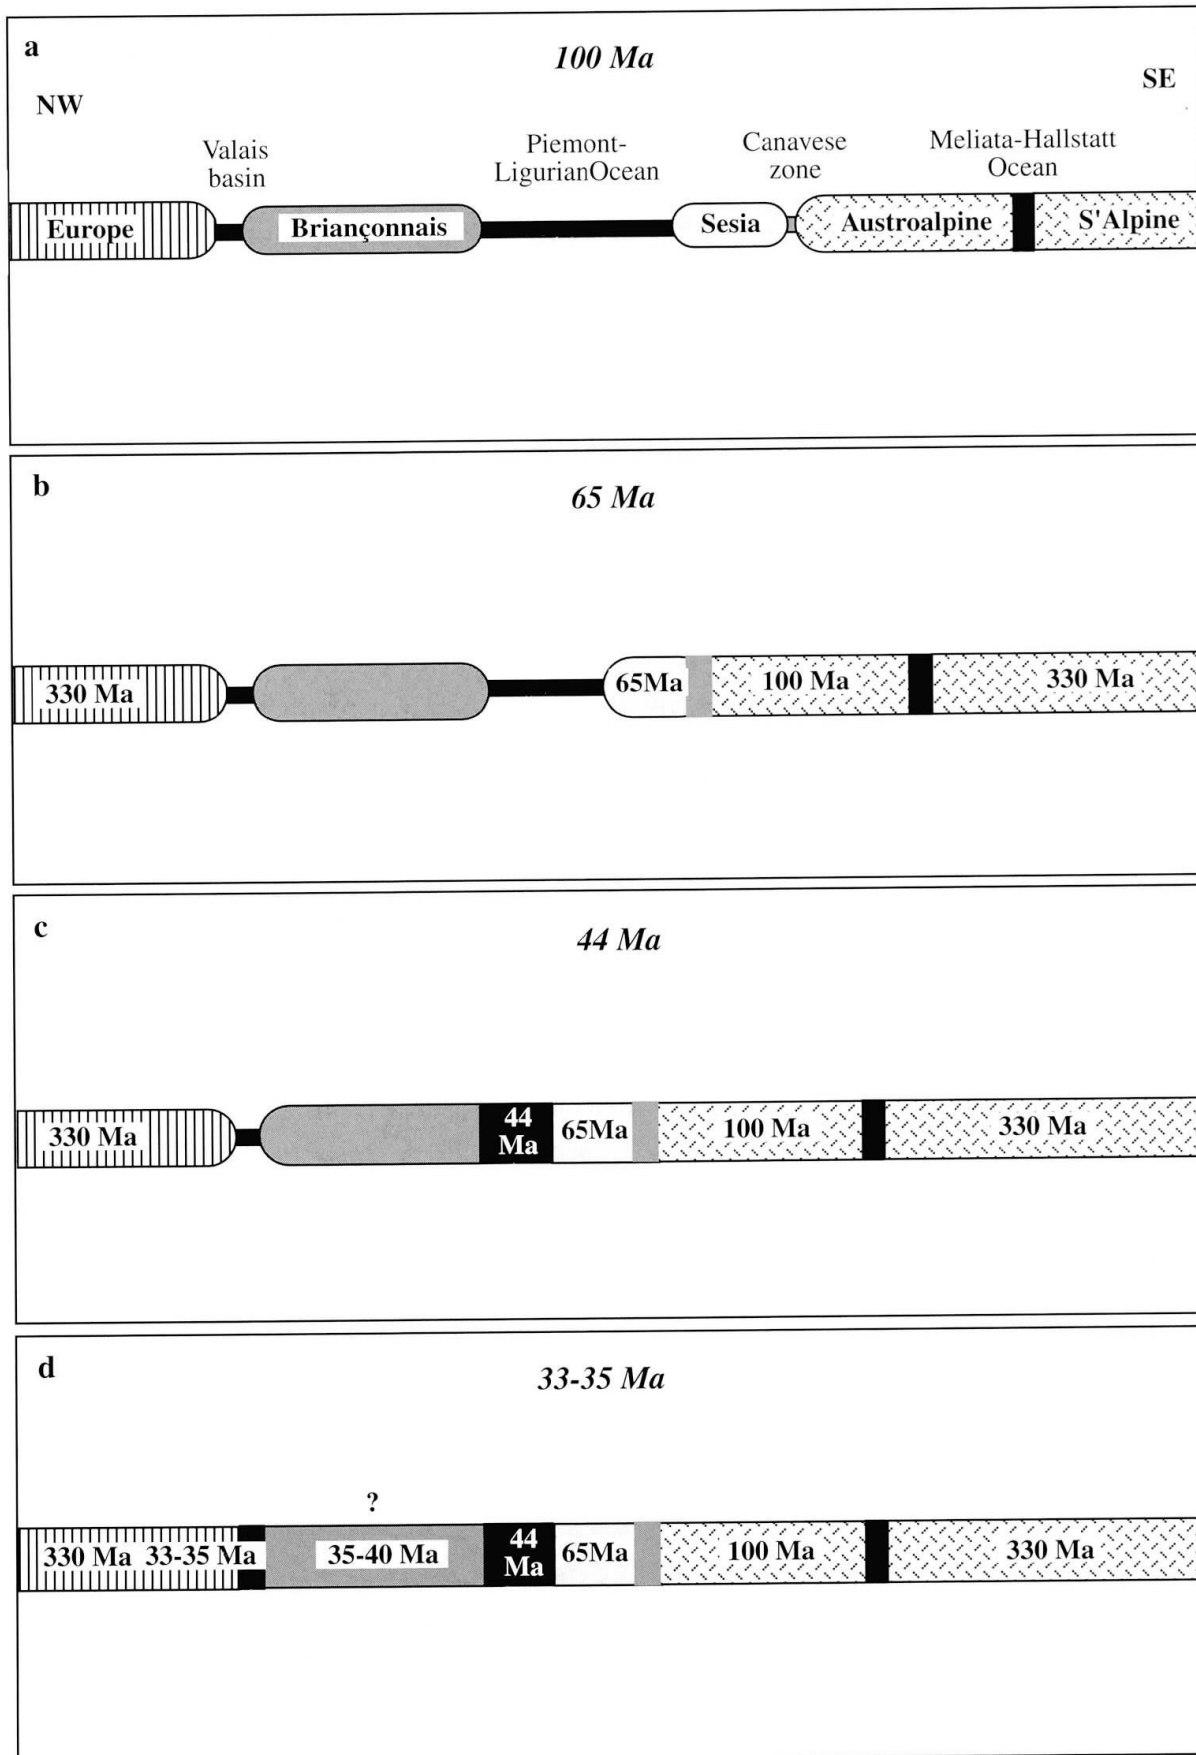 a
100 Ma
NW
SE
Valais
basin
Piemont-
LigurianOcean
Canavese
zone
Meliata-Hallstatt
Ocean
Europe
Briançonnais
Sesia
Austroalpine
S'Alpine
b
65 Ma
330 Ma
65Ma
100 Ma
330 Ma
c
44 Ma
330 Ma
44
Ma
65Ma
100 Ma
330 Ma
d
33-35 Ma
?
330 Ma
33-35 Ma
35-40 Ma
44
Ma
65Ma
100 Ma
330 Ma